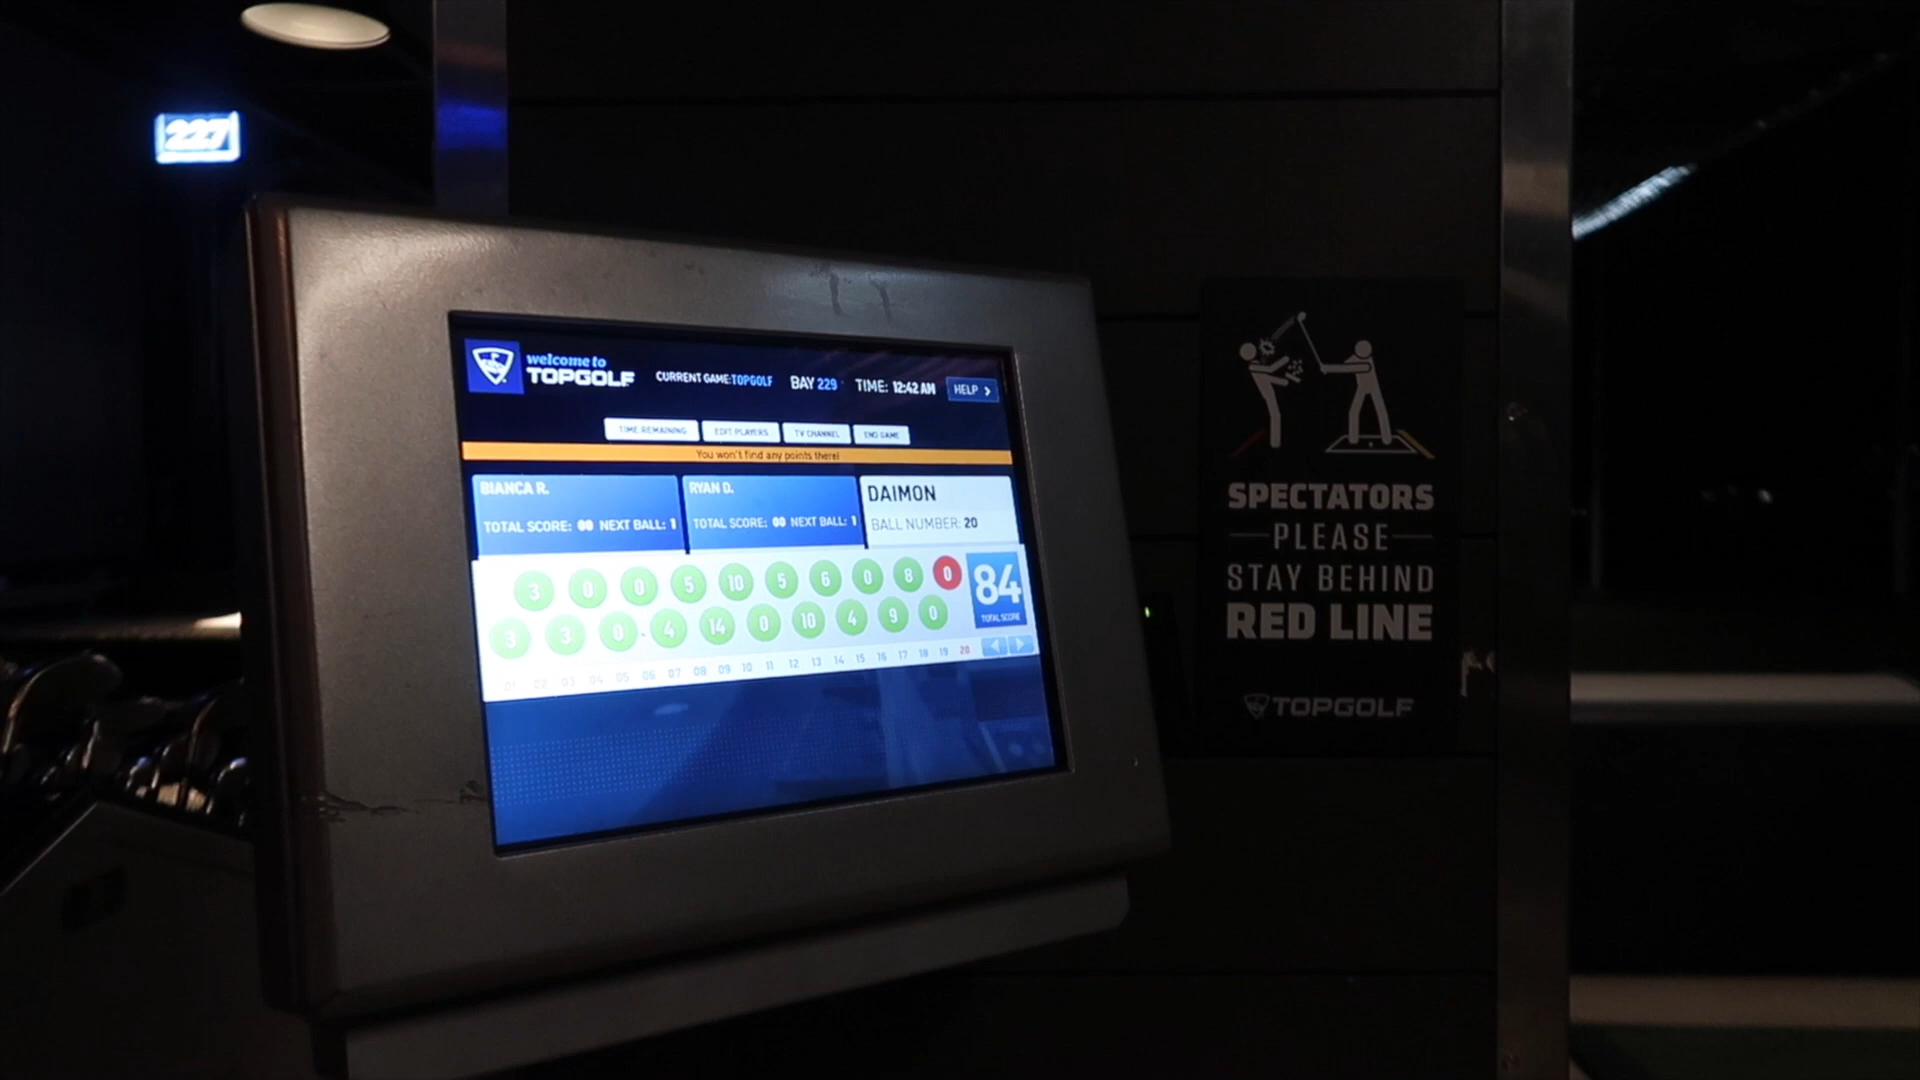 227
welcome to
TOPGOLF
CURRENT GAME:TOPGOLF BAY 229 TIME: 12:42 AM HELP >
TIME REMAINING EDIT PLAYERS TV CHANNEL END GAME
You won't find any points there!
BIANCA R. RYAN D. DAIMON
TOTAL SCORE: 00 NEXT BALL: 1 TOTAL SCORE: 00 NEXT BALL: 1 BALL NUMBER: 20
3 0 0 5 10 5 6 0 8 0
84
TOTAL SCORE
3 3 0 4 14 0 10 4 9 0
01 02 03 04 05 06 07 08 09 10 11 12 13 14 15 16 17 18 19 20
SPECTATORS
PLEASE
STAY BEHIND
RED LINE
TOPGOLF